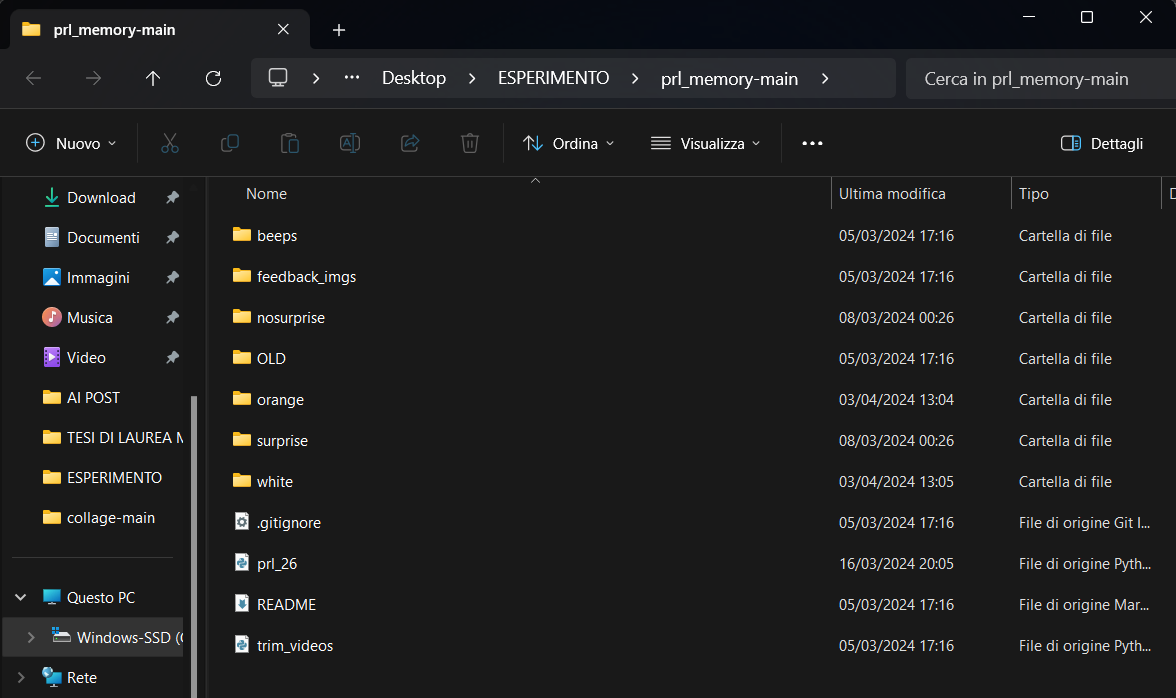 prl_memory-main
Desktop ESPERIMENTO prl_memory-main Cerca in prl_memory-main
Nuovo Ordina Visualizza Dettagli
Download
Documenti
Immagini
Musica
Video
AI POST
TESI DI LAUREA M
ESPERIMENTO
collage-main
Questo PC
Windows-SSD (C
Rete
Nome Ultima modifica Tipo D
beeps 05/03/2024 17:16 Cartella di file
feedback_imgs 05/03/2024 17:16 Cartella di file
nosurprise 08/03/2024 00:26 Cartella di file
OLD 05/03/2024 17:16 Cartella di file
orange 03/04/2024 13:04 Cartella di file
surprise 08/03/2024 00:26 Cartella di file
white 03/04/2024 13:05 Cartella di file
.gitignore 05/03/2024 17:16 File di origine Git I...
prl_26 16/03/2024 20:05 File di origine Pyth...
README 05/03/2024 17:16 File di origine Mar...
trim_videos 05/03/2024 17:16 File di origine Pyth...